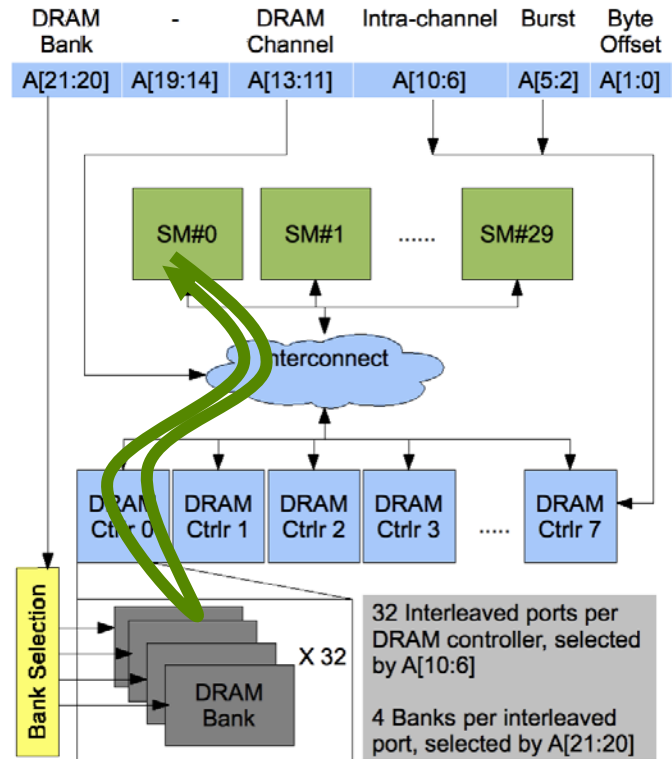 DRAM Bank
-
DRAM Channel
Intra-channel
Burst
Byte Offset
A[21:20]
A[19:14]
A[13:11]
A[10:6]
A[5:2]
A[1:0]
SM#0
SM#1
......
SM#29
nterconnect
DRAM
Ctrlr 0
DRAM
Ctrlr 1
DRAM
Ctrlr 2
DRAM
Ctrlr 3
.....
DRAM
Ctrlr 7
Bank Selection
X 32
DRAM
Bank
32 Interleaved ports per
DRAM controller, selected
by A[10:6]
4 Banks per interleaved
port, selected by A[21:20]